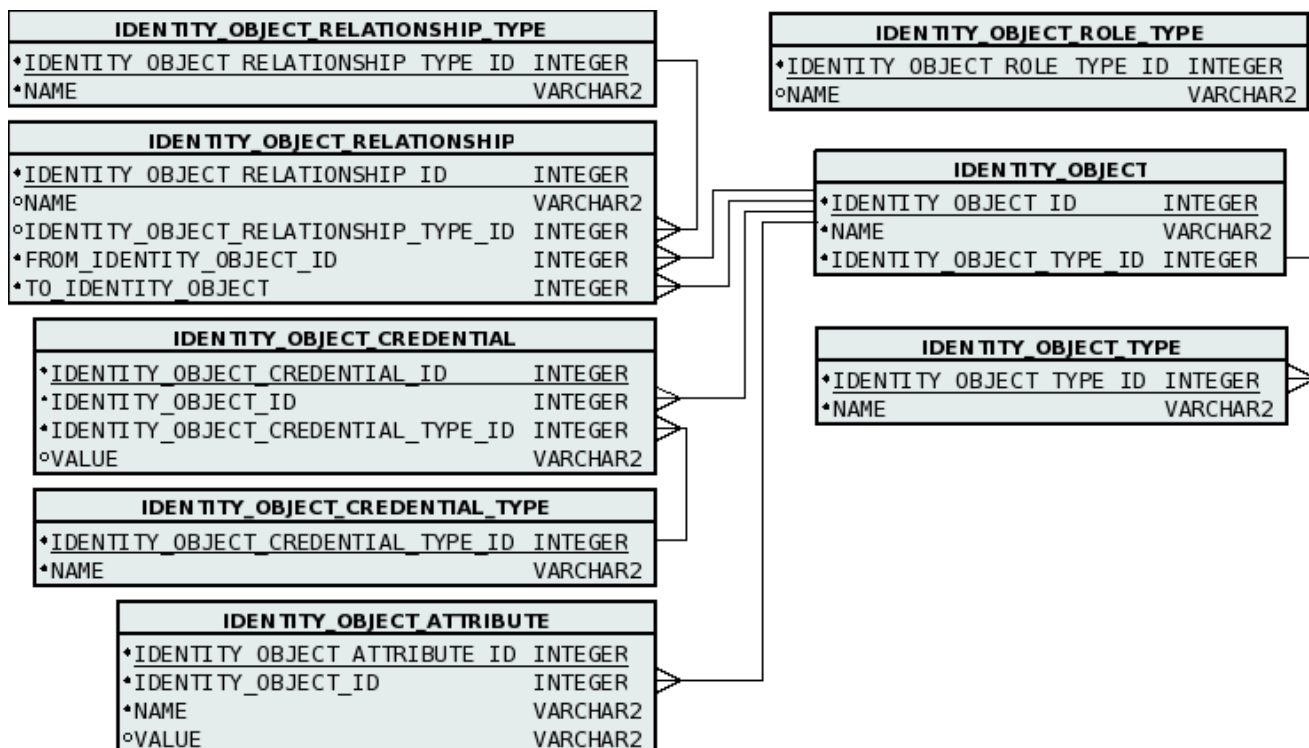 IDENTITY_OBJECT_RELATIONSHIP_TYPE
IDENTITY_OBJECT_RELATIONSHIP_TYPE_ID INTEGER
NAME VARCHAR2
IDENTITY_OBJECT_RELATIONSHIP
IDENTITY_OBJECT_RELATIONSHIP_ID INTEGER
NAME VARCHAR2
IDENTITY_OBJECT_RELATIONSHIP_TYPE_ID INTEGER
FROM_IDENTITY_OBJECT_ID INTEGER
TO_IDENTITY_OBJECT INTEGER
IDENTITY_OBJECT_CREDENTIAL
IDENTITY_OBJECT_CREDENTIAL_ID INTEGER
IDENTITY_OBJECT_ID INTEGER
IDENTITY_OBJECT_CREDENTIAL_TYPE_ID INTEGER
VALUE VARCHAR2
IDENTITY_OBJECT_CREDENTIAL_TYPE
IDENTITY_OBJECT_CREDENTIAL_TYPE_ID INTEGER
NAME VARCHAR2
IDENTITY_OBJECT_ATTRIBUTE
IDENTITY_OBJECT_ATTRIBUTE_ID INTEGER
IDENTITY_OBJECT_ID INTEGER
NAME VARCHAR2
VALUE VARCHAR2
IDENTITY_OBJECT_ROLE_TYPE
IDENTITY_OBJECT_ROLE_TYPE_ID INTEGER
NAME VARCHAR2
IDENTITY_OBJECT
IDENTITY_OBJECT_ID INTEGER
NAME VARCHAR2
IDENTITY_OBJECT_TYPE_ID INTEGER
IDENTITY_OBJECT_TYPE
IDENTITY_OBJECT_TYPE_ID INTEGER
NAME VARCHAR2